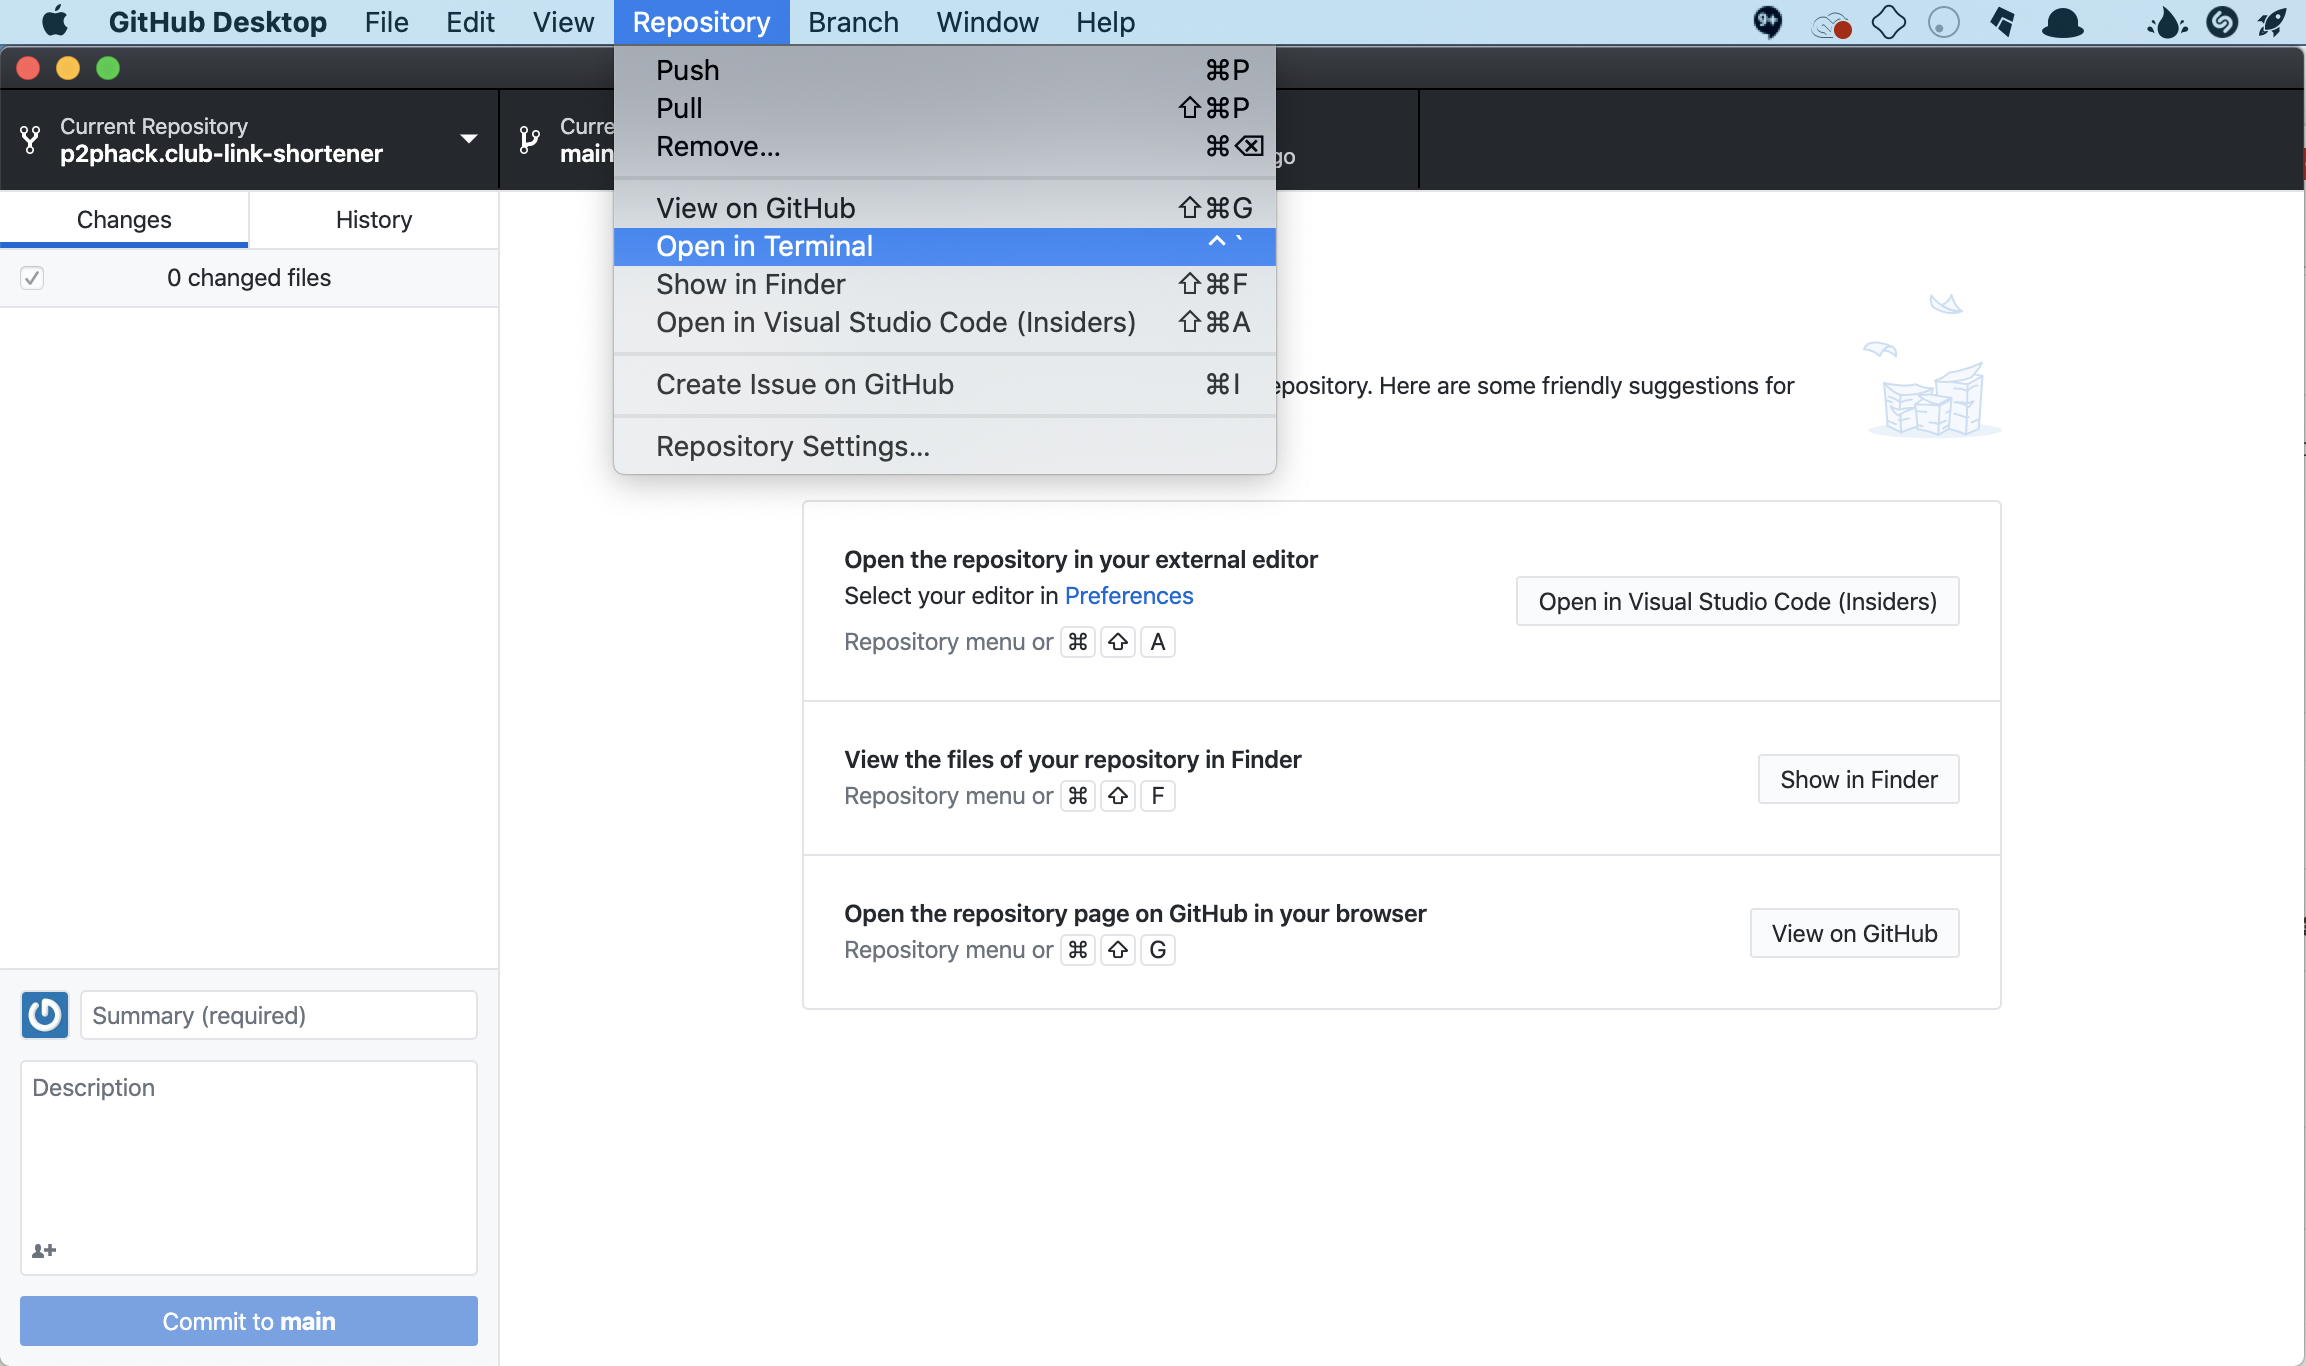 GitHub Desktop File Edit View Repository Branch Window Help
9+
Current Repository
p2phack.club-link-shortener
Curre
main
go
Push ⌘P
Pull ⇧⌘P
Remove... ⌘⌫
View on GitHub ⇧⌘G
Open in Terminal ^`
Show in Finder ⇧⌘F
Open in Visual Studio Code (Insiders) ⇧⌘A
Create Issue on GitHub ⌘I
Repository Settings...
Changes
History
0 changed files
epository. Here are some friendly suggestions for
Open the repository in your external editor
Select your editor in Preferences
Repository menu or ⌘ ⇧ A
Open in Visual Studio Code (Insiders)
View the files of your repository in Finder
Repository menu or ⌘ ⇧ F
Show in Finder
Open the repository page on GitHub in your browser
Repository menu or ⌘ ⇧ G
View on GitHub
Summary (required)
Description
Commit to main